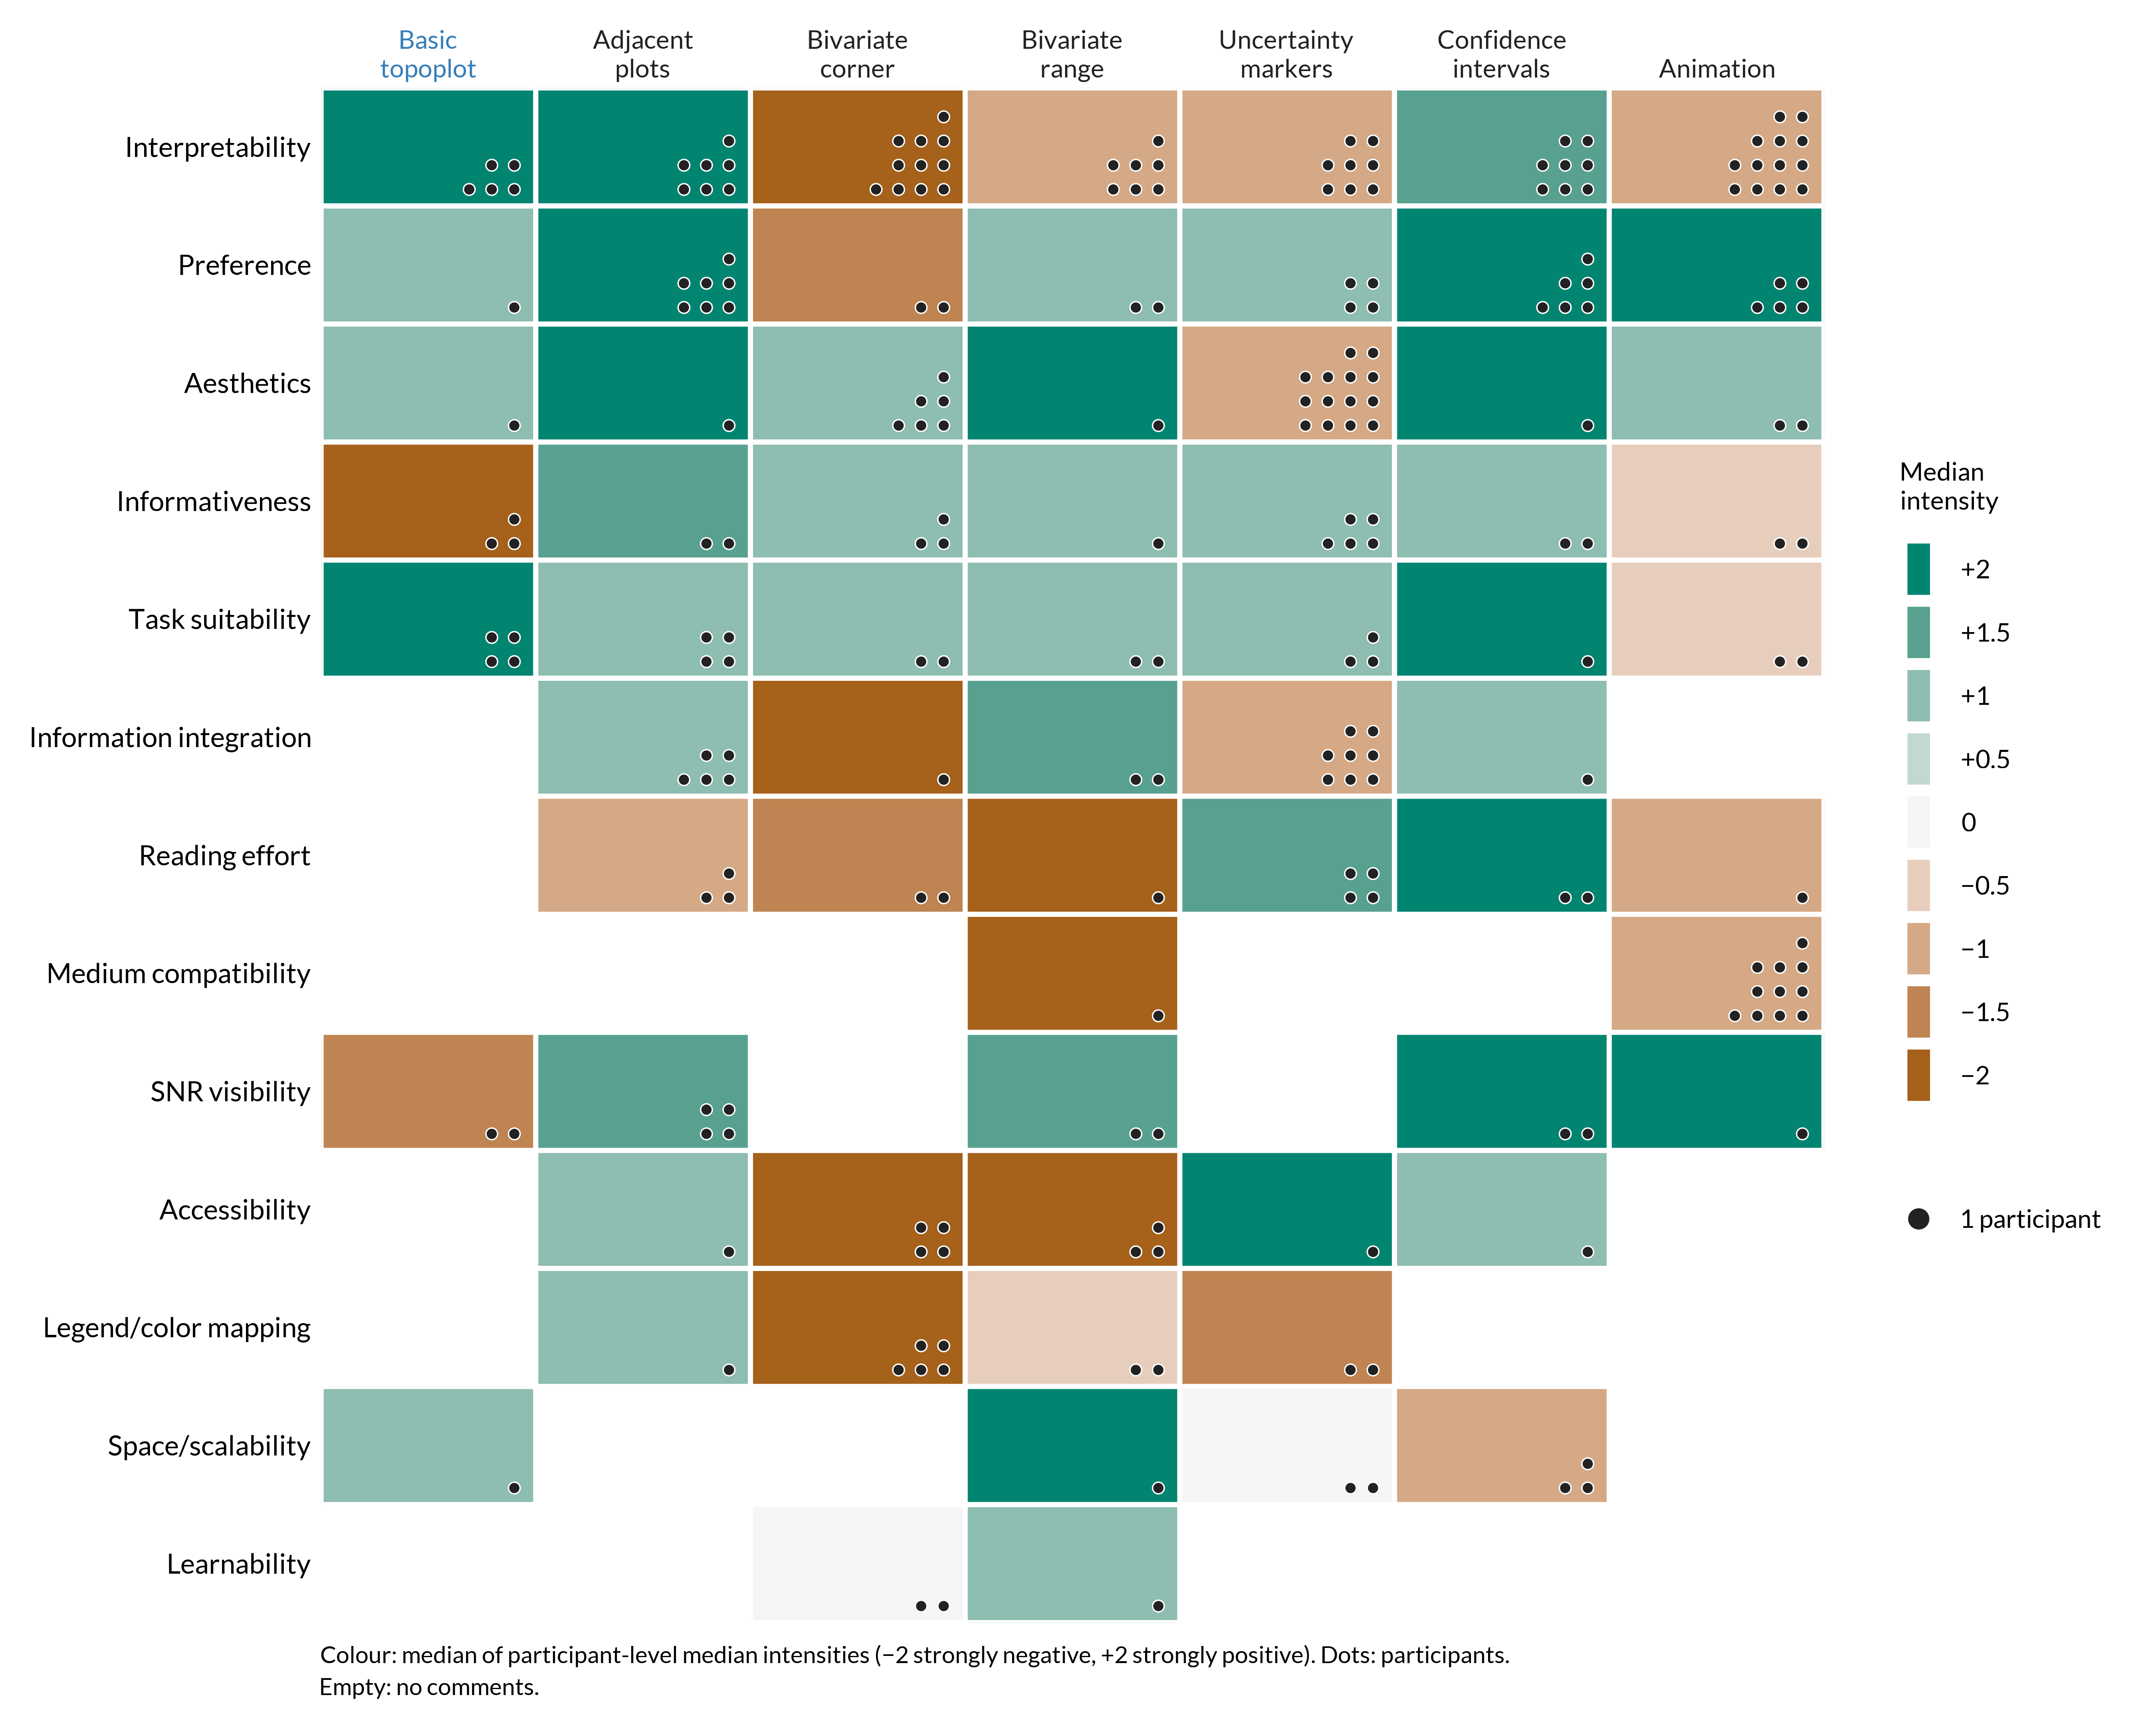 Basic
topoplot
Adjacent
plots
Bivariate
corner
Bivariate
range
Uncertainty
markers
Confidence
intervals
Animation
Interpretability
Preference
Aesthetics
Informativeness
Task suitability
Information integration
Reading effort
Medium compatibility
SNR visibility
Accessibility
Legend/color mapping
Space/scalability
Learnability
Median
intensity
+2
+1.5
+1
+0.5
0
−0.5
−1
−1.5
−2
1 participant
Colour: median of participant-level median intensities (−2 strongly negative, +2 strongly positive). Dots: participants.
Empty: no comments.